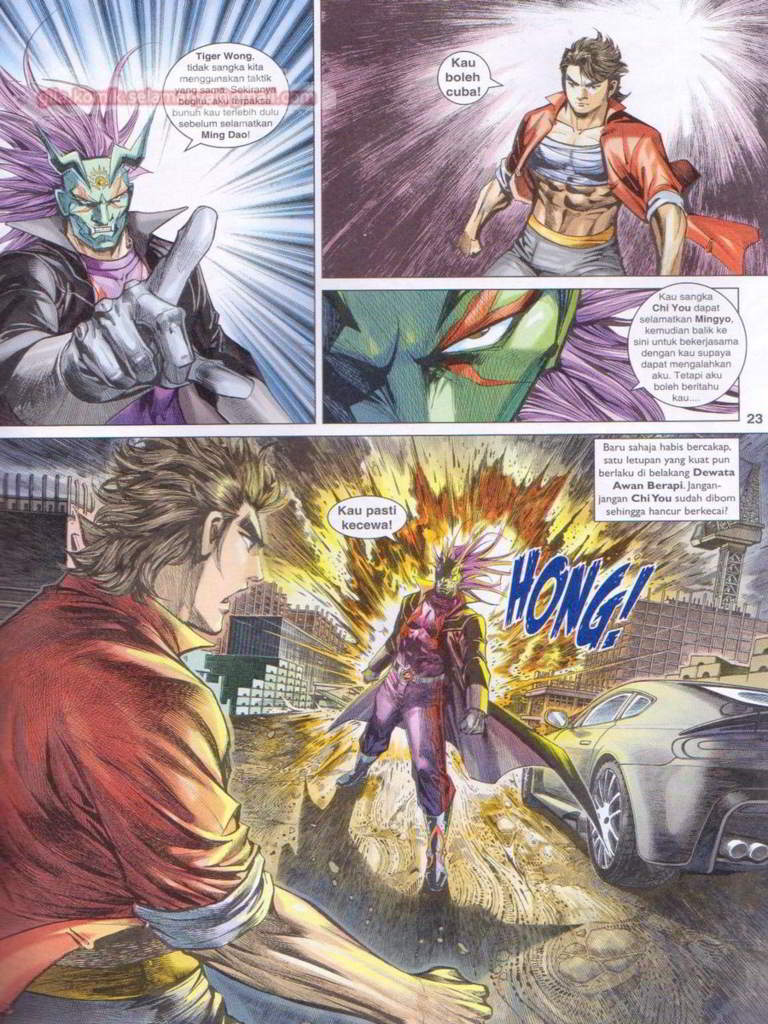 Tiger Wong,
tidak sangka kita
menggunakan taktik
yang sama. Sekiranya
begitu, aku terpaksa
bunuh kau terlebih dulu
sebelum selamatkan
Ming Dao!
Kau
boleh
cuba!
Kau sangka
Chi You dapat
selamatkan Mingyo,
kemudian balik ke
sini untuk bekerjasama
dengan kau supaya
dapat mengalahkan
aku. Tetapi aku
boleh beritahu
kau....
23
Baru sahaja habis bercakap,
satu letupan yang kuat pun
berlaku di belakang Dewata
Awan Berapi. Jangan-
jangan Chi You sudah dibom
sehingga hancur berkecai?
Kau pasti
kecewa!
HONG!